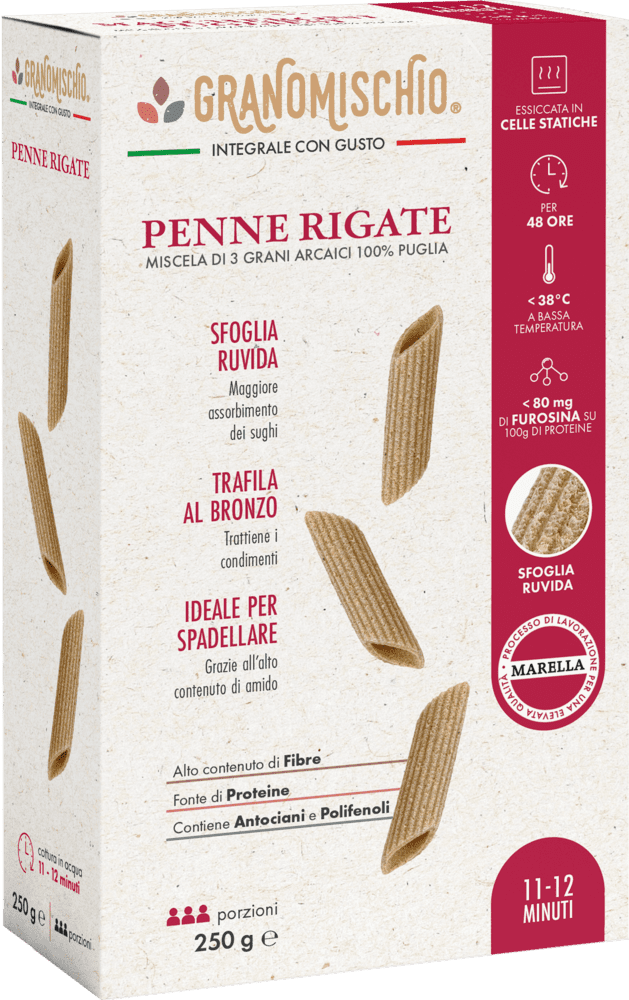 GRANOMISCHIO®
INTEGRALE CON GUSTO
PENNE RIGATE
cottura in acqua
11 - 12 minuti
250 g e
porzioni
GRANOMISCHIO®
INTEGRALE CON GUSTO
PENNE RIGATE
MISCELA DI 3 GRANI ARCAICI 100% PUGLIA
SFOGLIA
RUVIDA
Maggiore
assorbimento
dei sughi
TRAFILA
AL BRONZO
Trattiene i
condimenti
IDEALE PER
SPADELLARE
Grazie all'alto
contenuto di amido
Alto contenuto di Fibre
Fonte di Proteine
Contiene Antociani e Polifenoli
porzioni
250 g e
ESSICCATA IN
CELLE STATICHE
PER
48 ORE
< 38°C
A BASSA
TEMPERATURA
< 80 mg
DI FUROSINA SU
100g DI PROTEINE
SFOGLIA
RUVIDA
PROCESSO DI LAVORAZIONE PER UNA ELEVATA QUALITÀ
MARELLA
11-12
MINUTI